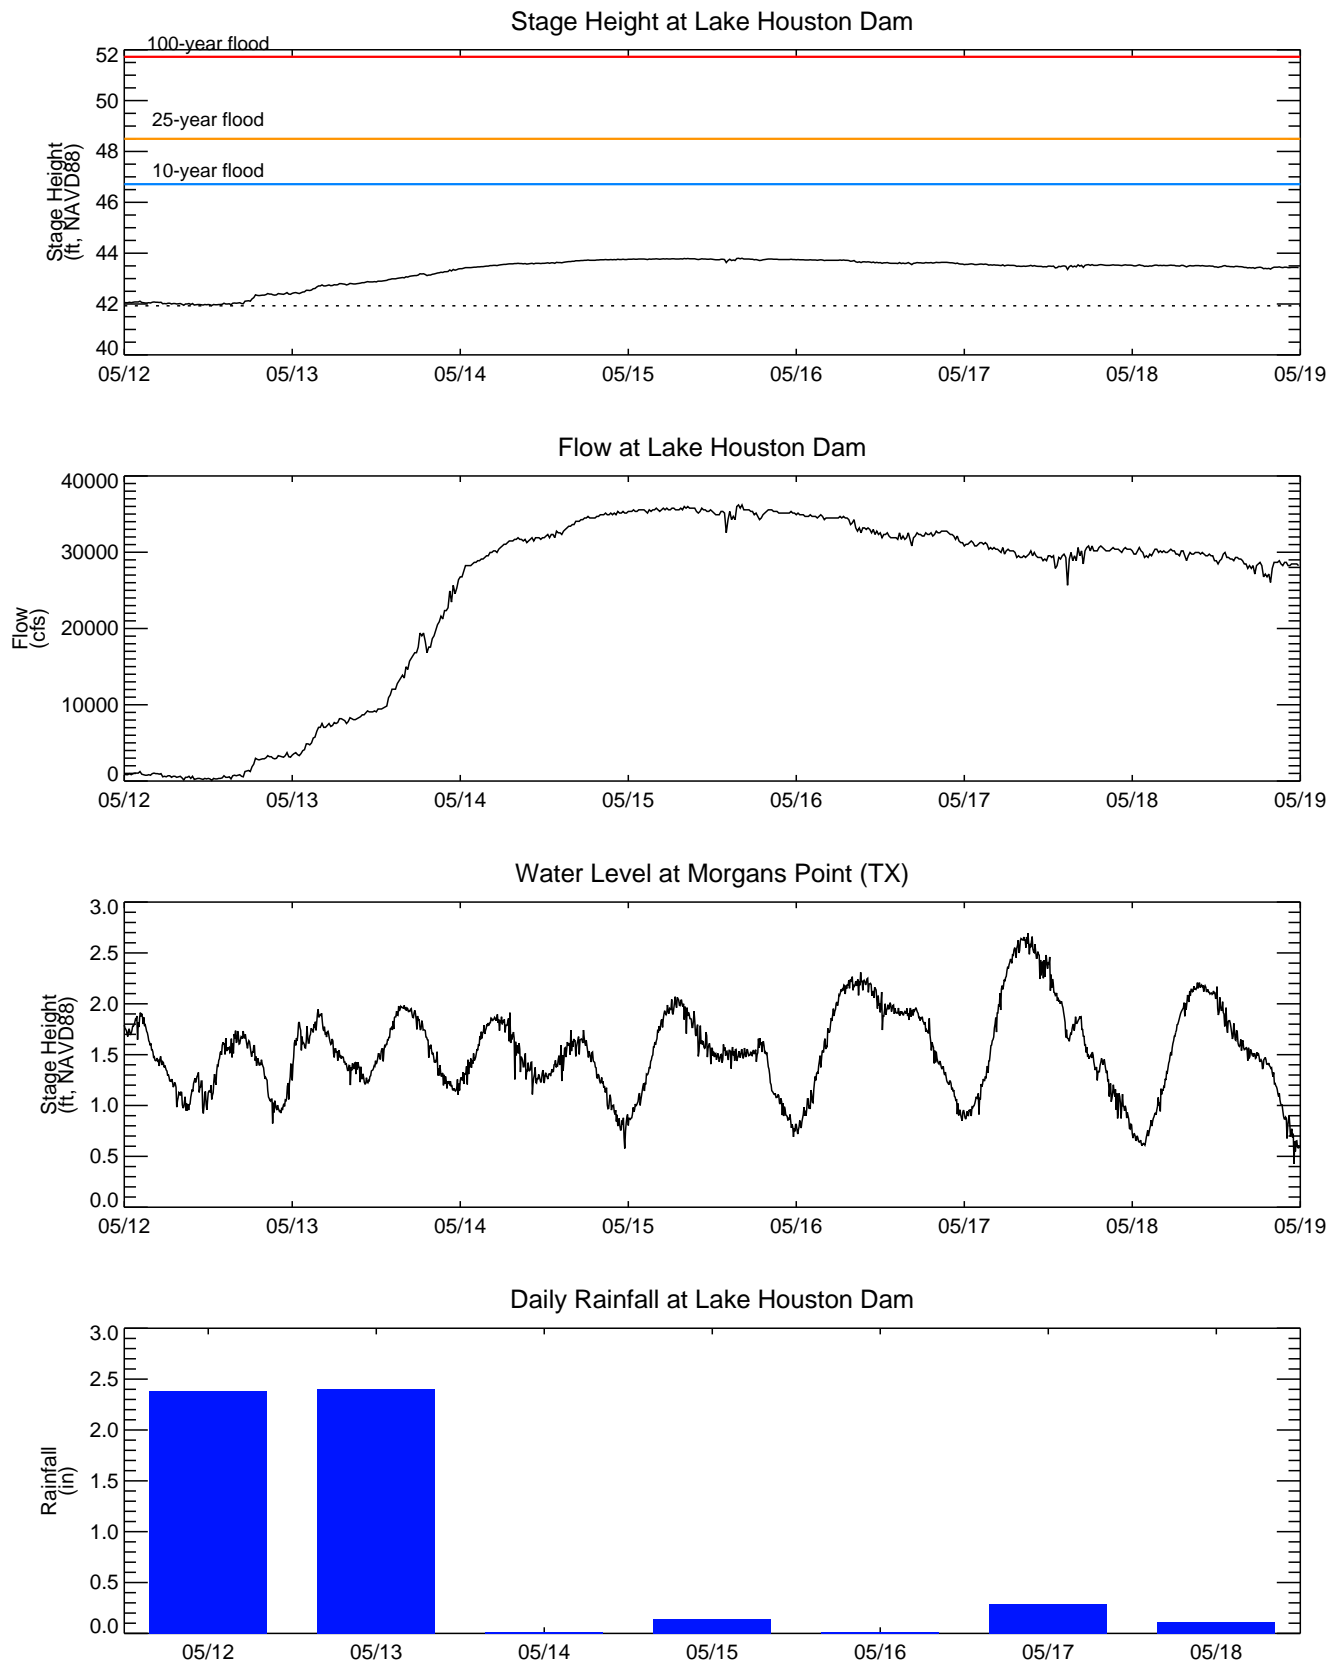 Stage Height at Lake Houston Dam
100-year flood
25-year flood
10-year flood
Stage Height
(ft, NAVD88)
52
50
48
46
44
42
40
05/12 05/13 05/14 05/15 05/16 05/17 05/18 05/19
Flow at Lake Houston Dam
Flow
(cfs)
40000
30000
20000
10000
0
05/12 05/13 05/14 05/15 05/16 05/17 05/18 05/19
Water Level at Morgans Point (TX)
Stage Height
(ft, NAVD88)
3.0
2.5
2.0
1.5
1.0
0.5
0.0
05/12 05/13 05/14 05/15 05/16 05/17 05/18 05/19
Daily Rainfall at Lake Houston Dam
Rainfall
(in)
3.0
2.5
2.0
1.5
1.0
0.5
0.0
05/12 05/13 05/14 05/15 05/16 05/17 05/18